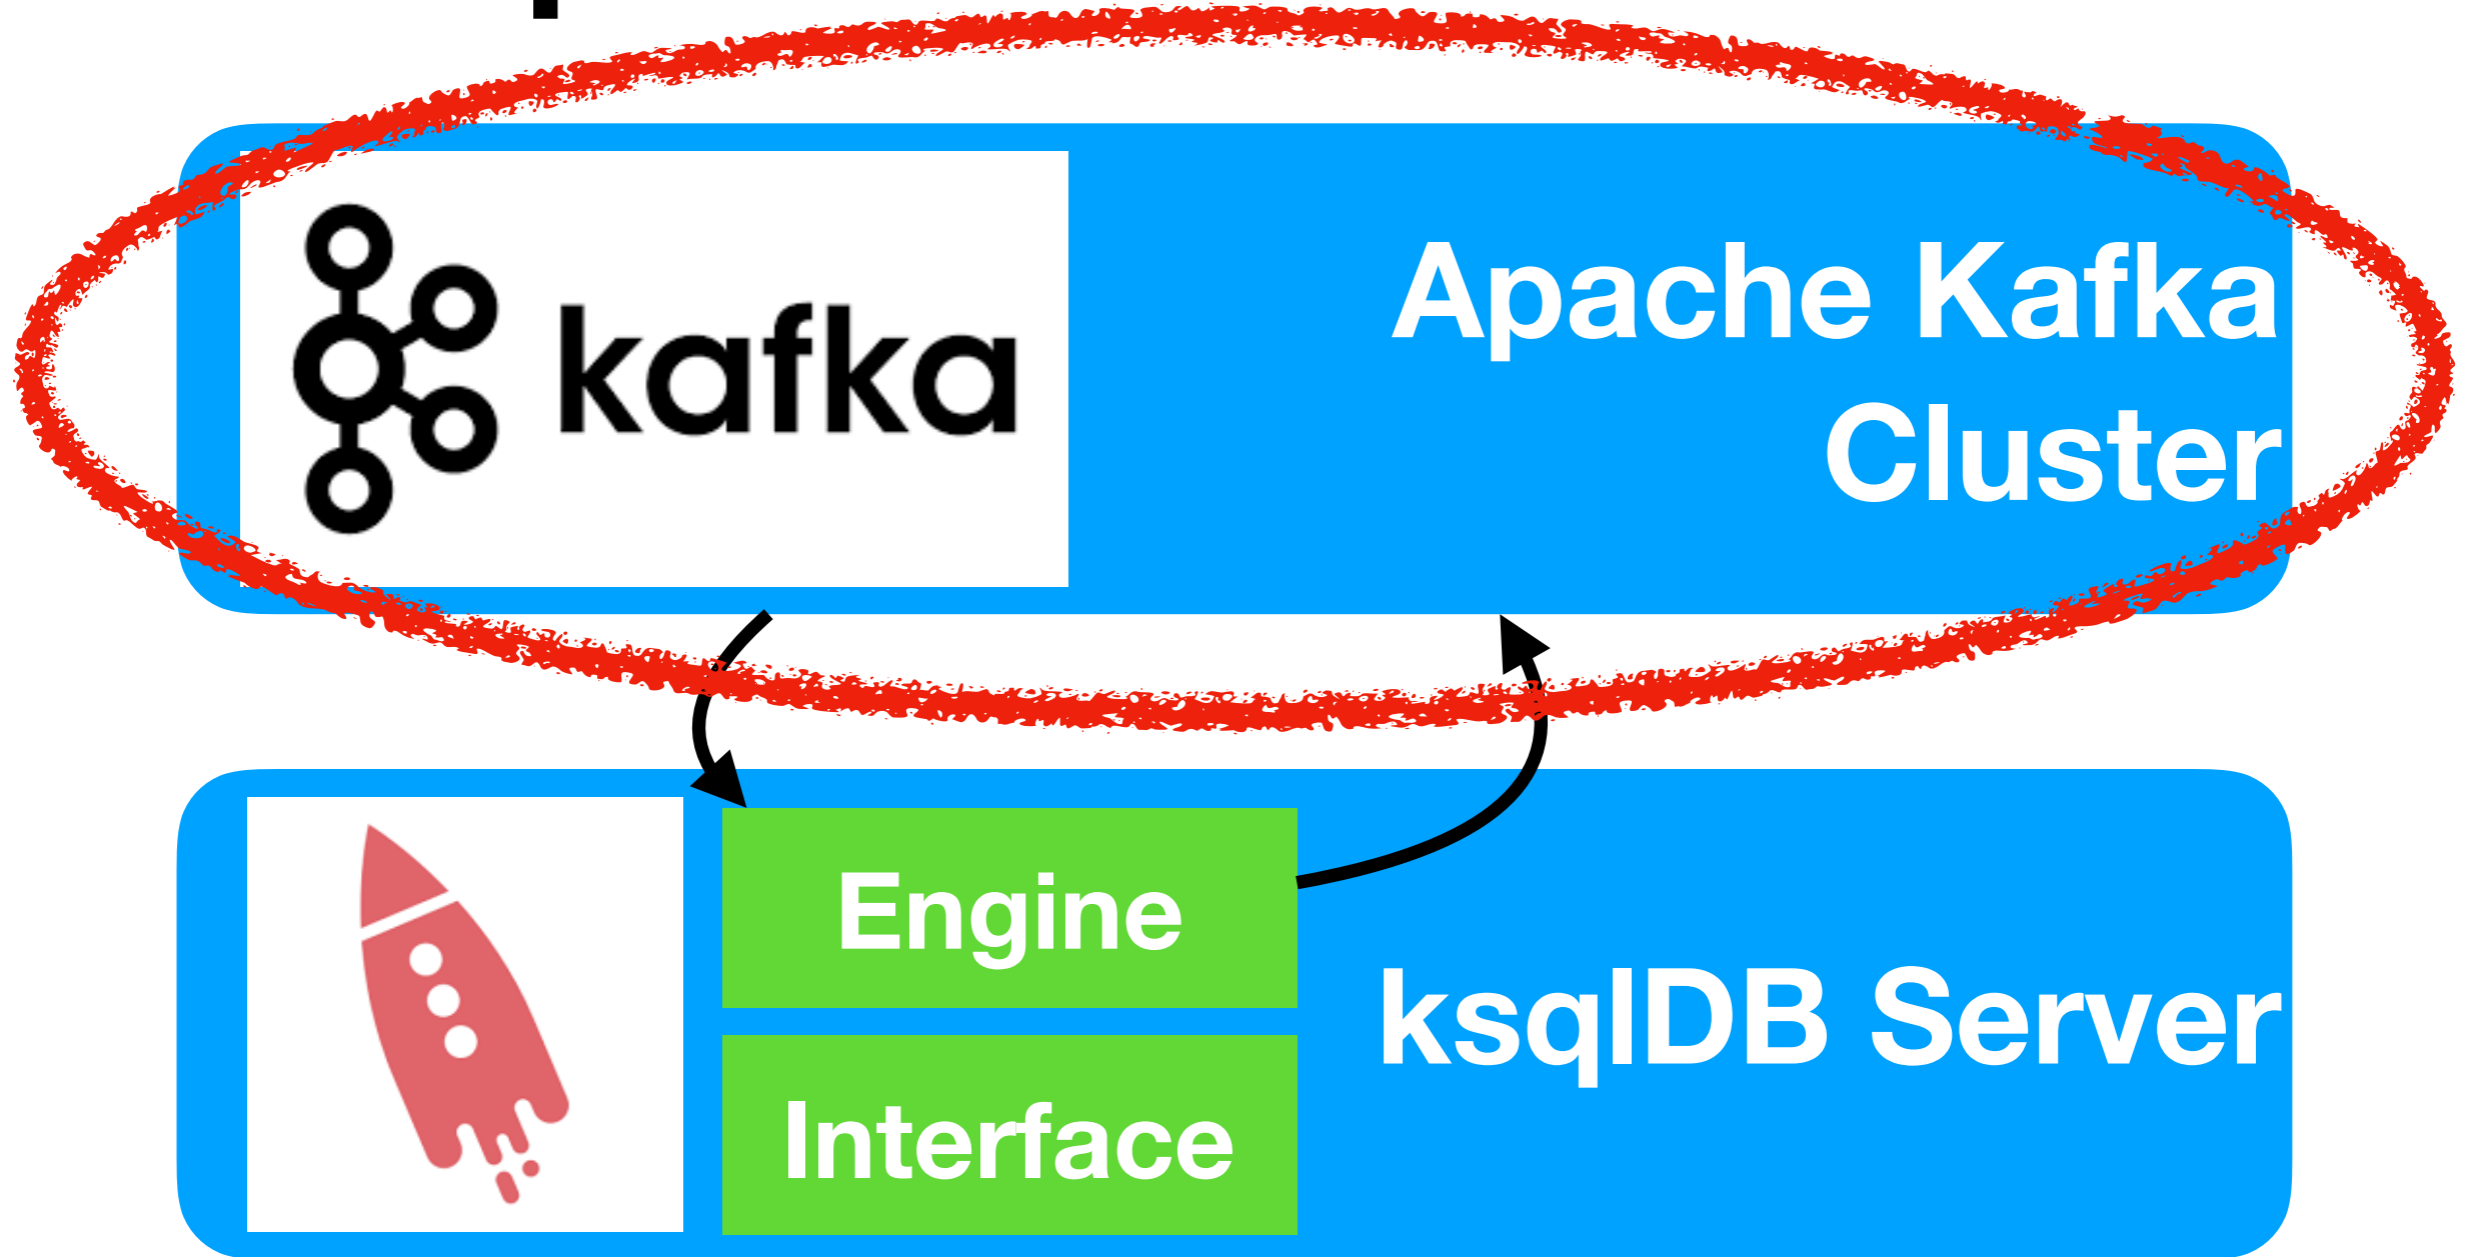 kafka
Apache Kafka
Cluster
Engine
Interface
ksqlDB Server